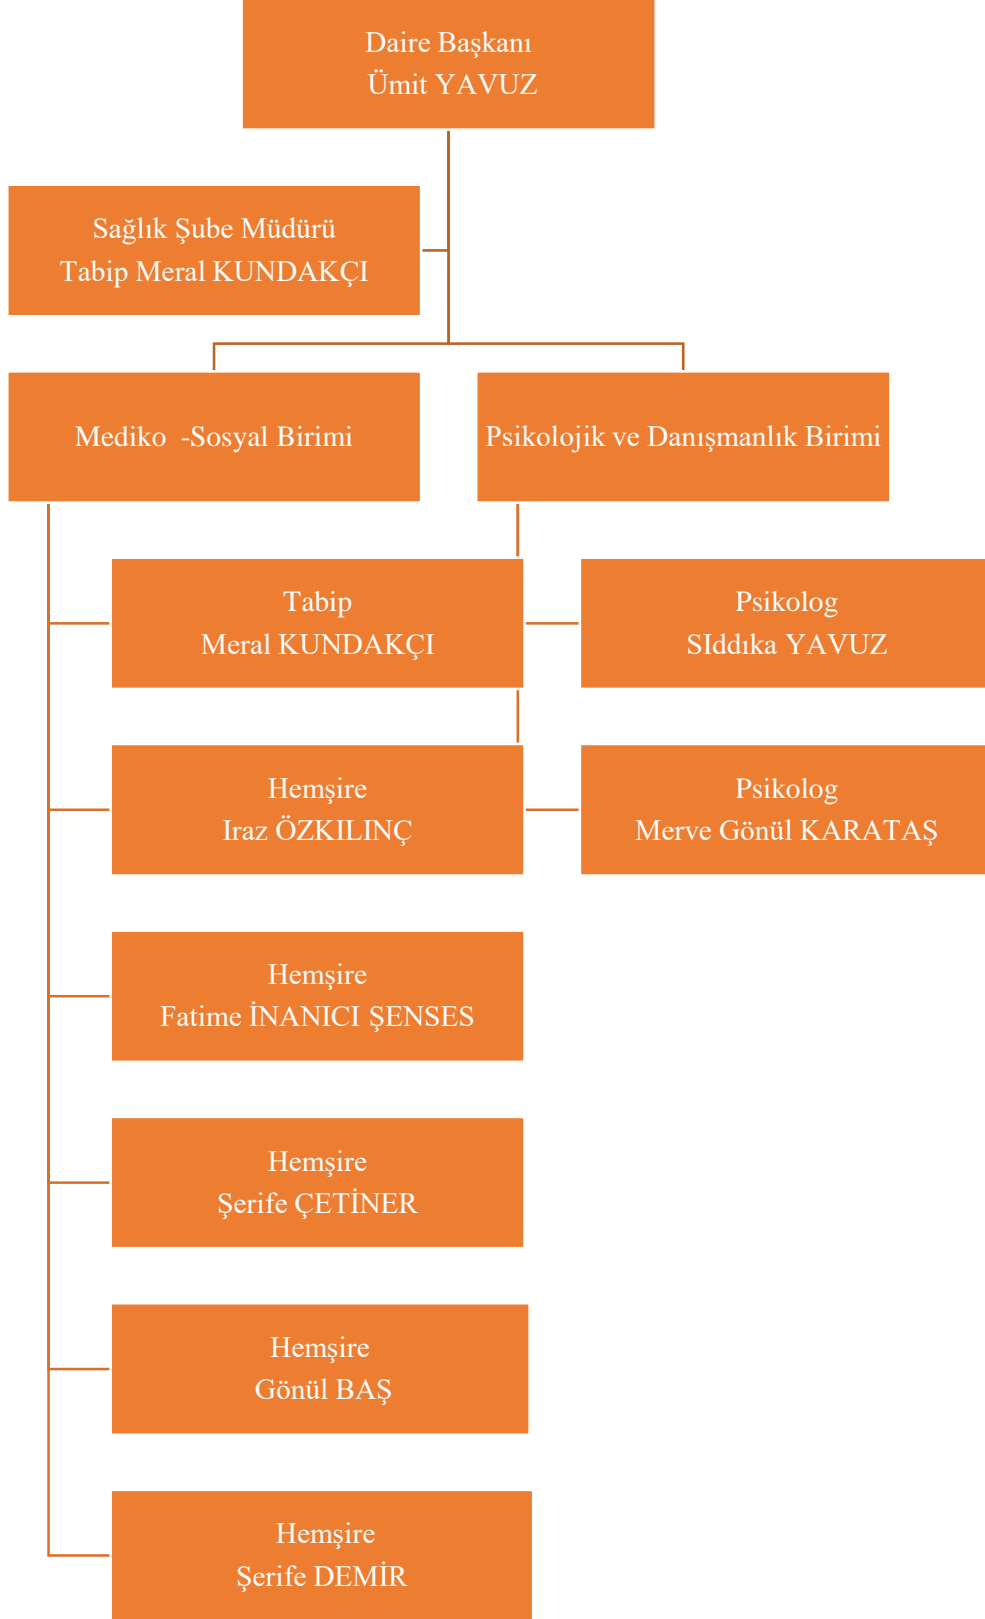 Daire Başkanı
Ümit YAVUZ
Sağlık Şube Müdürü
Tabip Meral KUNDAKÇI
Mediko  -Sosyal Birimi
Psikolojik ve Danışmanlık Birimi
Tabip
Meral KUNDAKÇI
Psikolog
SIddıka YAVUZ
Hemşire
Iraz ÖZKILINÇ
Psikolog
Merve Gönül KARATAŞ
Hemşire
Fatime İNANICI ŞENSES
Hemşire
Şerife ÇETİNER
Hemşire
Gönül BAŞ
Hemşire
Şerife DEMİR